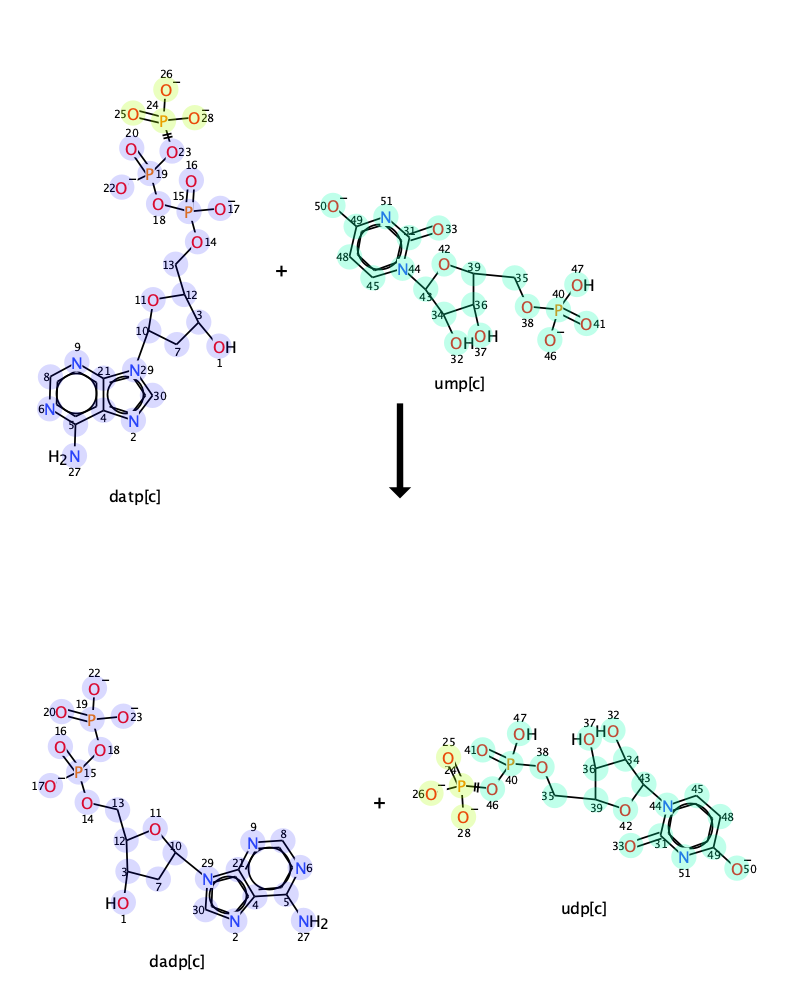 26
O−
24
25 O P O− 28
20
O O 23
16
P 19 O
22 O−
15
18 O P O− 17
O 14
13
11 O 12
3
10
7
OH
1
9
N
21
N 29
8
30
6 N
4
5
N
2
H2N
27
datp[c]
+
50 O−
51
N
49
31
O 33
48
N 44
45
42
O
39
35
43
34
36
47
OH
40
O P O 41
38
O−
46
OH
32
OH
37
ump[c]
22
O−
19
20 O P O− 23
16
O
O 18
P 15
17 O−
O
14
13
11
O
12
10
3
7
HO
1
9
N
8
21
29
N
N 6
30
4
5
N
2
NH2
27
dadp[c]
+
25
O
24
26 O− P O
46
O−
28
47
OH
41 O P O
40
38
35
37
HO
32
HO
36
34
43
39
O
42
44 N
45
48
31
33 O
N
51
49
O− 50
udp[c]